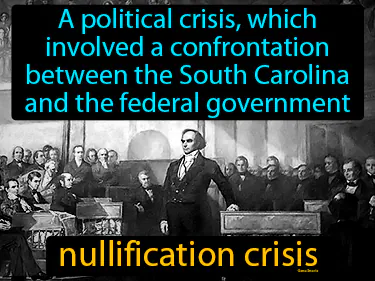 A political crisis, which
involved a confrontation
between the South Carolina
and the federal government
nullification crisis